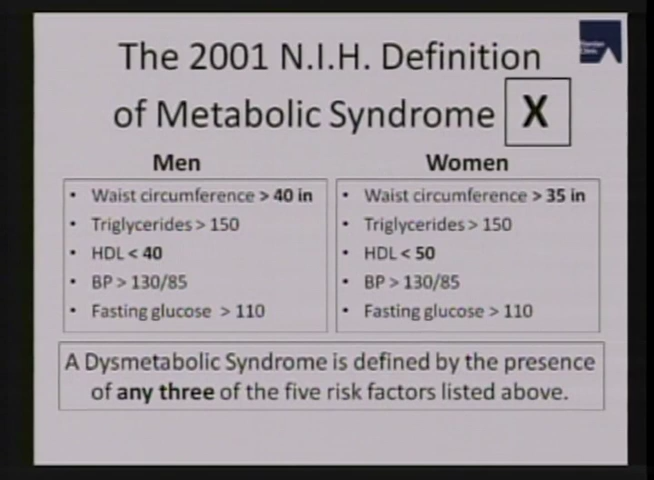 The 2001 N.I.H. Definition
of Metabolic Syndrome X
Men
• Waist circumference > 40 in
• Triglycerides > 150
• HDL < 40
• BP > 130/85
• Fasting glucose > 110
Women
• Waist circumference > 35 in
• Triglycerides > 150
• HDL < 50
• BP > 130/85
• Fasting glucose > 110
A Dysmetabolic Syndrome is defined by the presence
of any three of the five risk factors listed above.